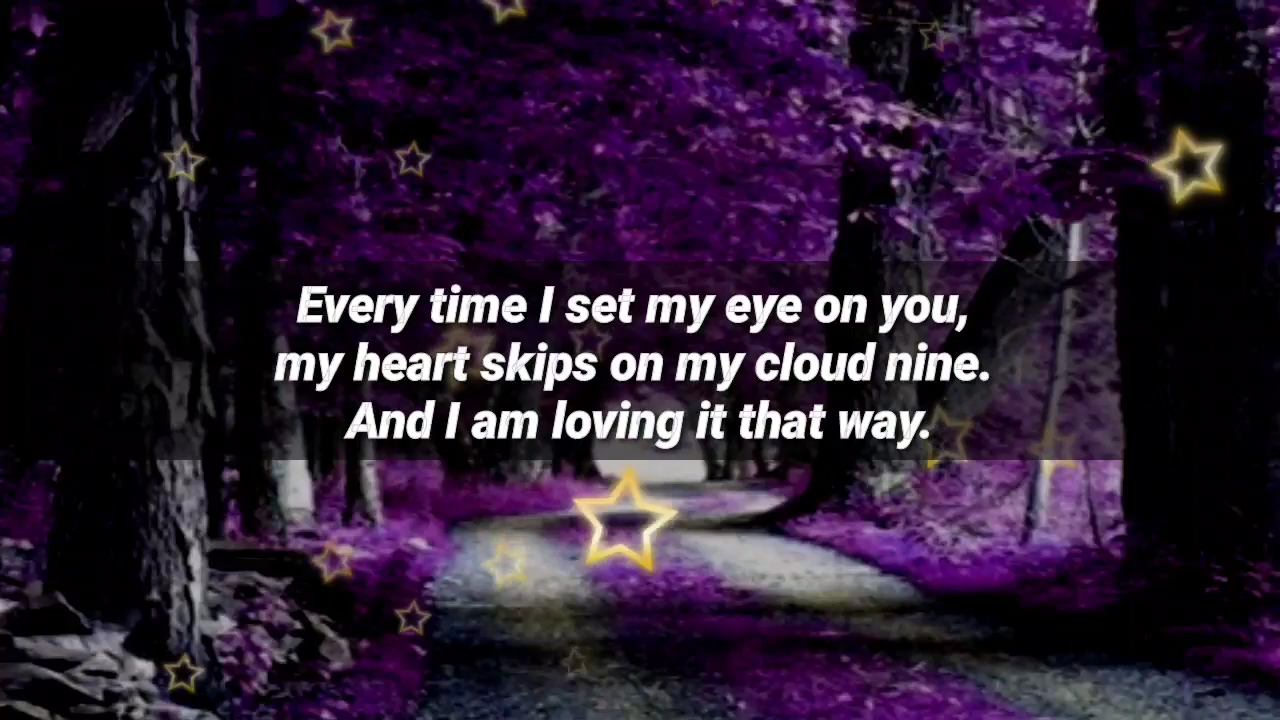 Every time I set my eye on you,
my heart skips on my cloud nine.
And I am loving it that way.